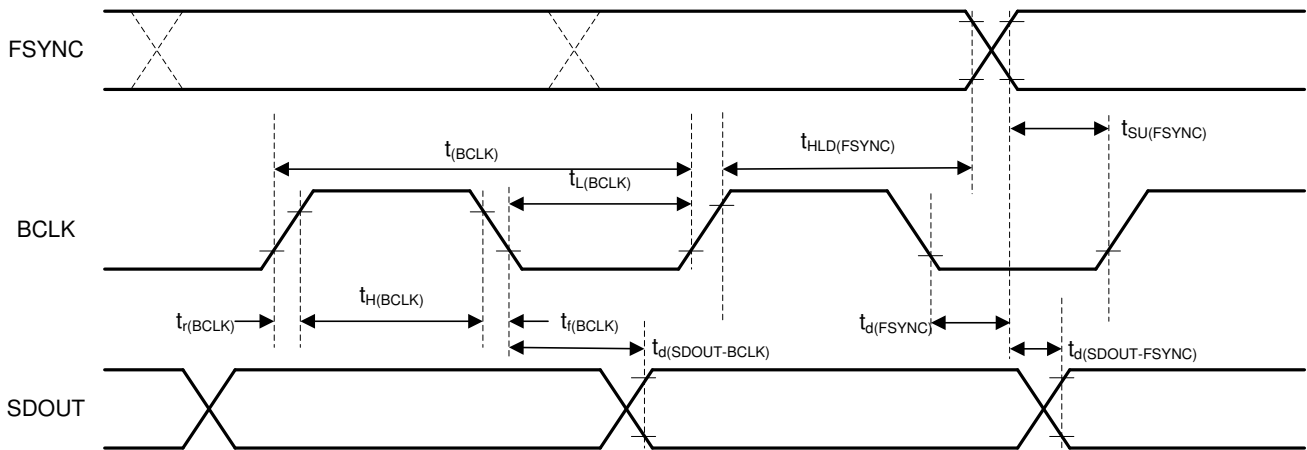 FSYNC
t(BCLK)
tHLD(FSYNC)
tSU(FSYNC)
tL(BCLK)
BCLK
tr(BCLK)
tH(BCLK)
tf(BCLK)
td(FSYNC)
td(SDOUT-BCLK)
td(SDOUT-FSYNC)
SDOUT